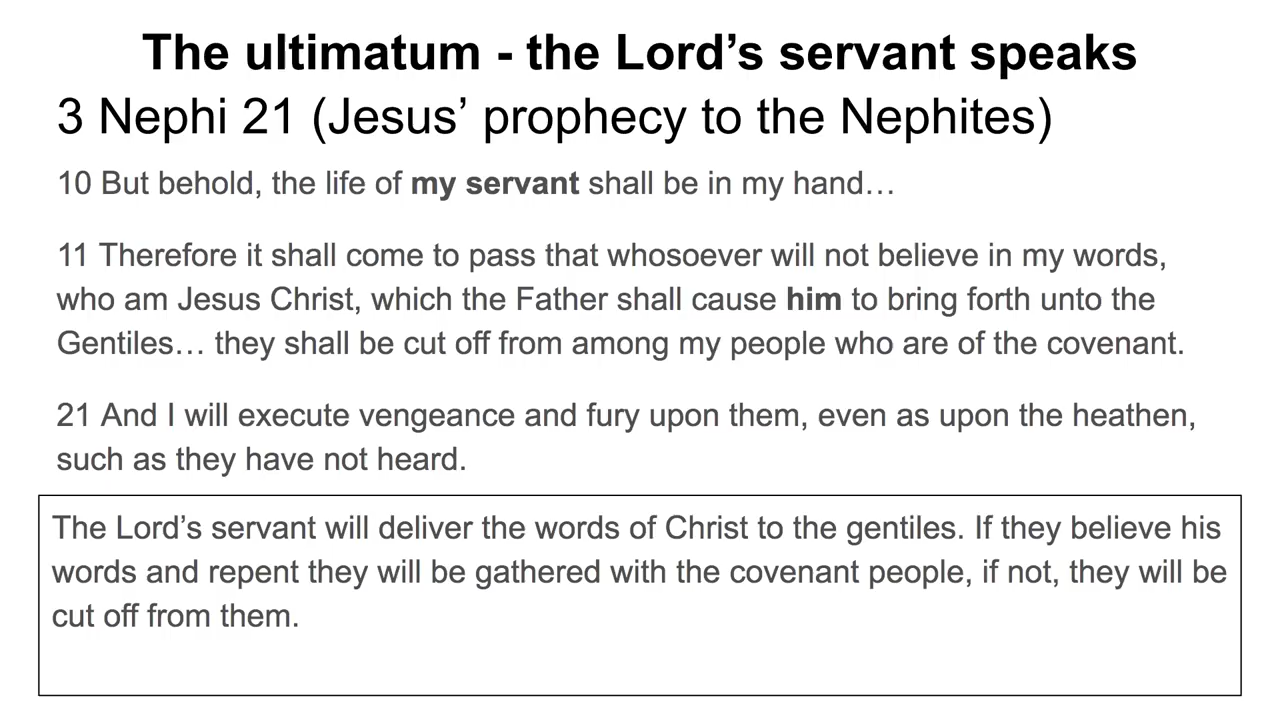 The ultimatum - the Lord’s servant speaks
3 Nephi 21 (Jesus’ prophecy to the Nephites)
10 But behold, the life of my servant shall be in my hand…
11 Therefore it shall come to pass that whosoever will not believe in my words,
who am Jesus Christ, which the Father shall cause him to bring forth unto the
Gentiles… they shall be cut off from among my people who are of the covenant.
21 And I will execute vengeance and fury upon them, even as upon the heathen,
such as they have not heard.
The Lord’s servant will deliver the words of Christ to the gentiles. If they believe his
words and repent they will be gathered with the covenant people, if not, they will be
cut off from them.